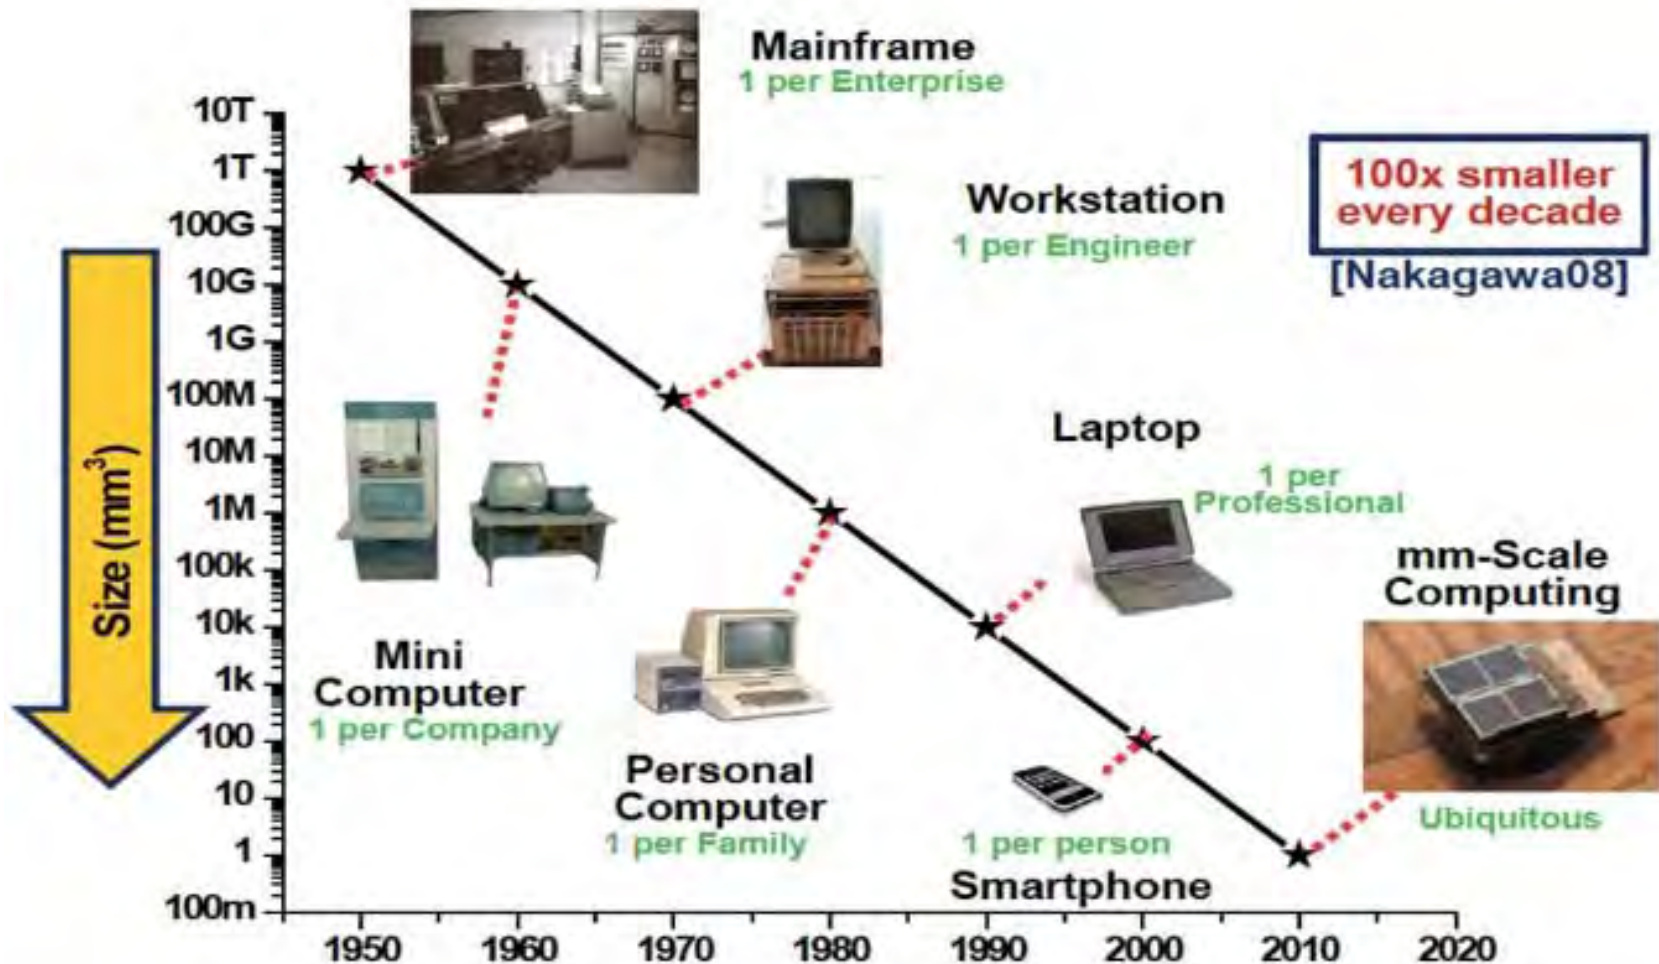 Mainframe
1 per Enterprise
10T
1T
100G
10G
1G
100M
10M
1M
100k
10k
1k
100
10
1
100m
Size (mm³)
Workstation
1 per Engineer
100x smaller
every decade
[Nakagawa08]
Laptop
1 per
Professional
mm-Scale
Computing
Ubiquitous
Mini
Computer
1 per Company
Personal
Computer
1 per Family
1 per person
Smartphone
1950 1960 1970 1980 1990 2000 2010 2020